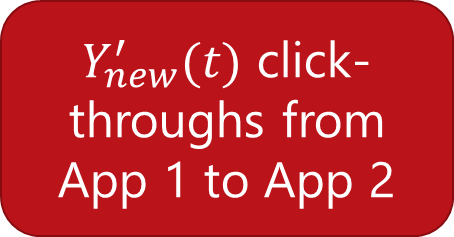 Y′new(t) click-
throughs from
App 1 to App 2